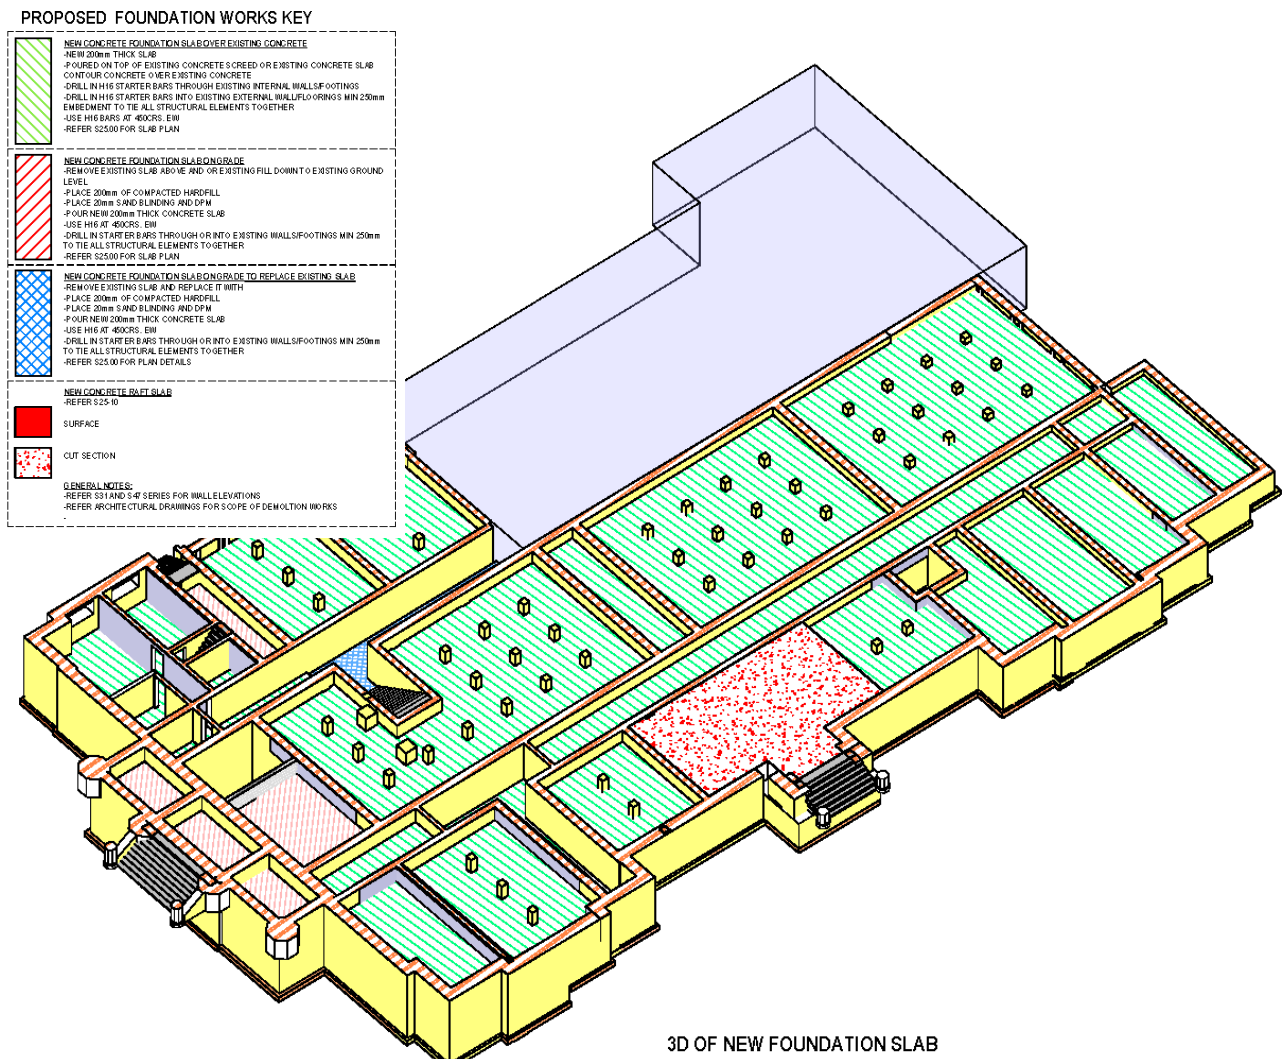 PROPOSED FOUNDATION WORKS KEY
NEW CONCRETE FOUNDATION SLAB OVER EXISTING CONCRETE
-NEW 200mm THICK SLAB
-POURED ON TOP OF EXISTING CONCRETE SCREED OR EXISTING CONCRETE SLAB
CONTOUR CONCRETE OVER EXISTING CONCRETE
-DRILL IN H16 STARTER BARS THROUGH EXISTING INTERNAL WALLS/FOOTINGS
-DRILL IN H16 STARTER BARS INTO EXISTING EXTERNAL WALL/FLOORINGS MIN 250mm
EMBEDMENT TO TIE ALL STRUCTURAL ELEMENTS TOGETHER
-USE H16 BARS AT 450CRS. EW
-REFER S25.00 FOR SLAB PLAN
NEW CONCRETE FOUNDATION SLAB ON GRADE
-REMOVE EXISTING SLAB ABOVE AND OR EXISTING FILL DOWN TO EXISTING GROUND
LEVEL
-PLACE 200mm OF COMPACTED HARDFILL
-PLACE 20mm SAND BLINDING AND DPM
-POUR NEW 200mm THICK CONCRETE SLAB
-USE H16 AT 450CRS. EW
-DRILL IN STARTER BARS THROUGH OR INTO EXISTING WALLS/FOOTINGS MIN 250mm
TO TIE ALL STRUCTURAL ELEMENTS TOGETHER
-REFER S25.00 FOR SLAB PLAN
NEW CONCRETE FOUNDATION SLAB ON GRADE TO REPLACE EXISTING SLAB
-REMOVE EXISTING SLAB AND REPLACE IT WITH
-PLACE 200mm OF COMPACTED HARDFILL
-PLACE 20mm SAND BLINDING AND DPM
-POUR NEW 200mm THICK CONCRETE SLAB
-USE H16 AT 450CRS. EW
-DRILL IN STARTER BARS THROUGH OR INTO EXISTING WALLS/FOOTINGS MIN 250mm
TO TIE ALL STRUCTURAL ELEMENTS TOGETHER
-REFER S25.00 FOR PLAN DETAILS
NEW CONCRETE RAFT SLAB
-REFER S25-10
SURFACE
CUT SECTION
GENERAL NOTES:
-REFER S31 AND S47 SERIES FOR WALL ELEVATIONS
-REFER ARCHITECTURAL DRAWINGS FOR SCOPE OF DEMOLTION WORKS
-
3D OF NEW FOUNDATION SLAB